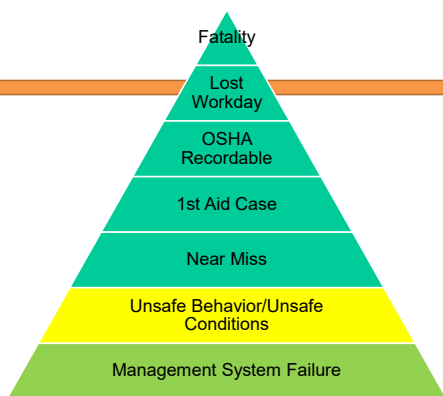 Fatality
Lost
Workday
OSHA
Recordable
1st Aid Case
Near Miss
Unsafe Behavior/Unsafe
Conditions
Management System Failure